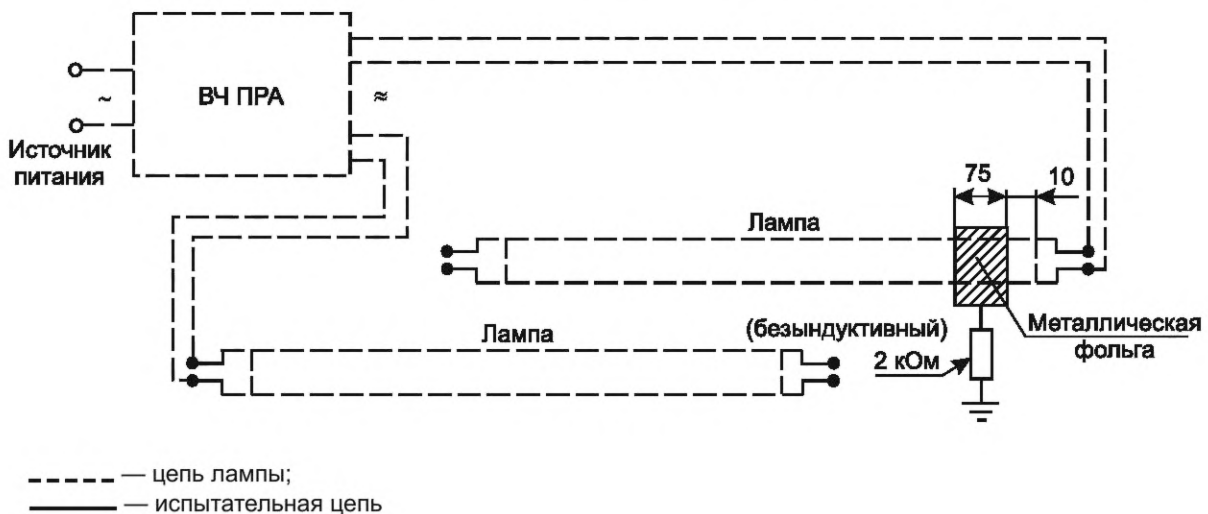 ВЧ ПРА
~
≈
Источник
питания
75
10
Лампа
Лампа
(безындуктивный)
2 кОм
Металлическая
фольга
— цепь лампы;
— испытательная цепь